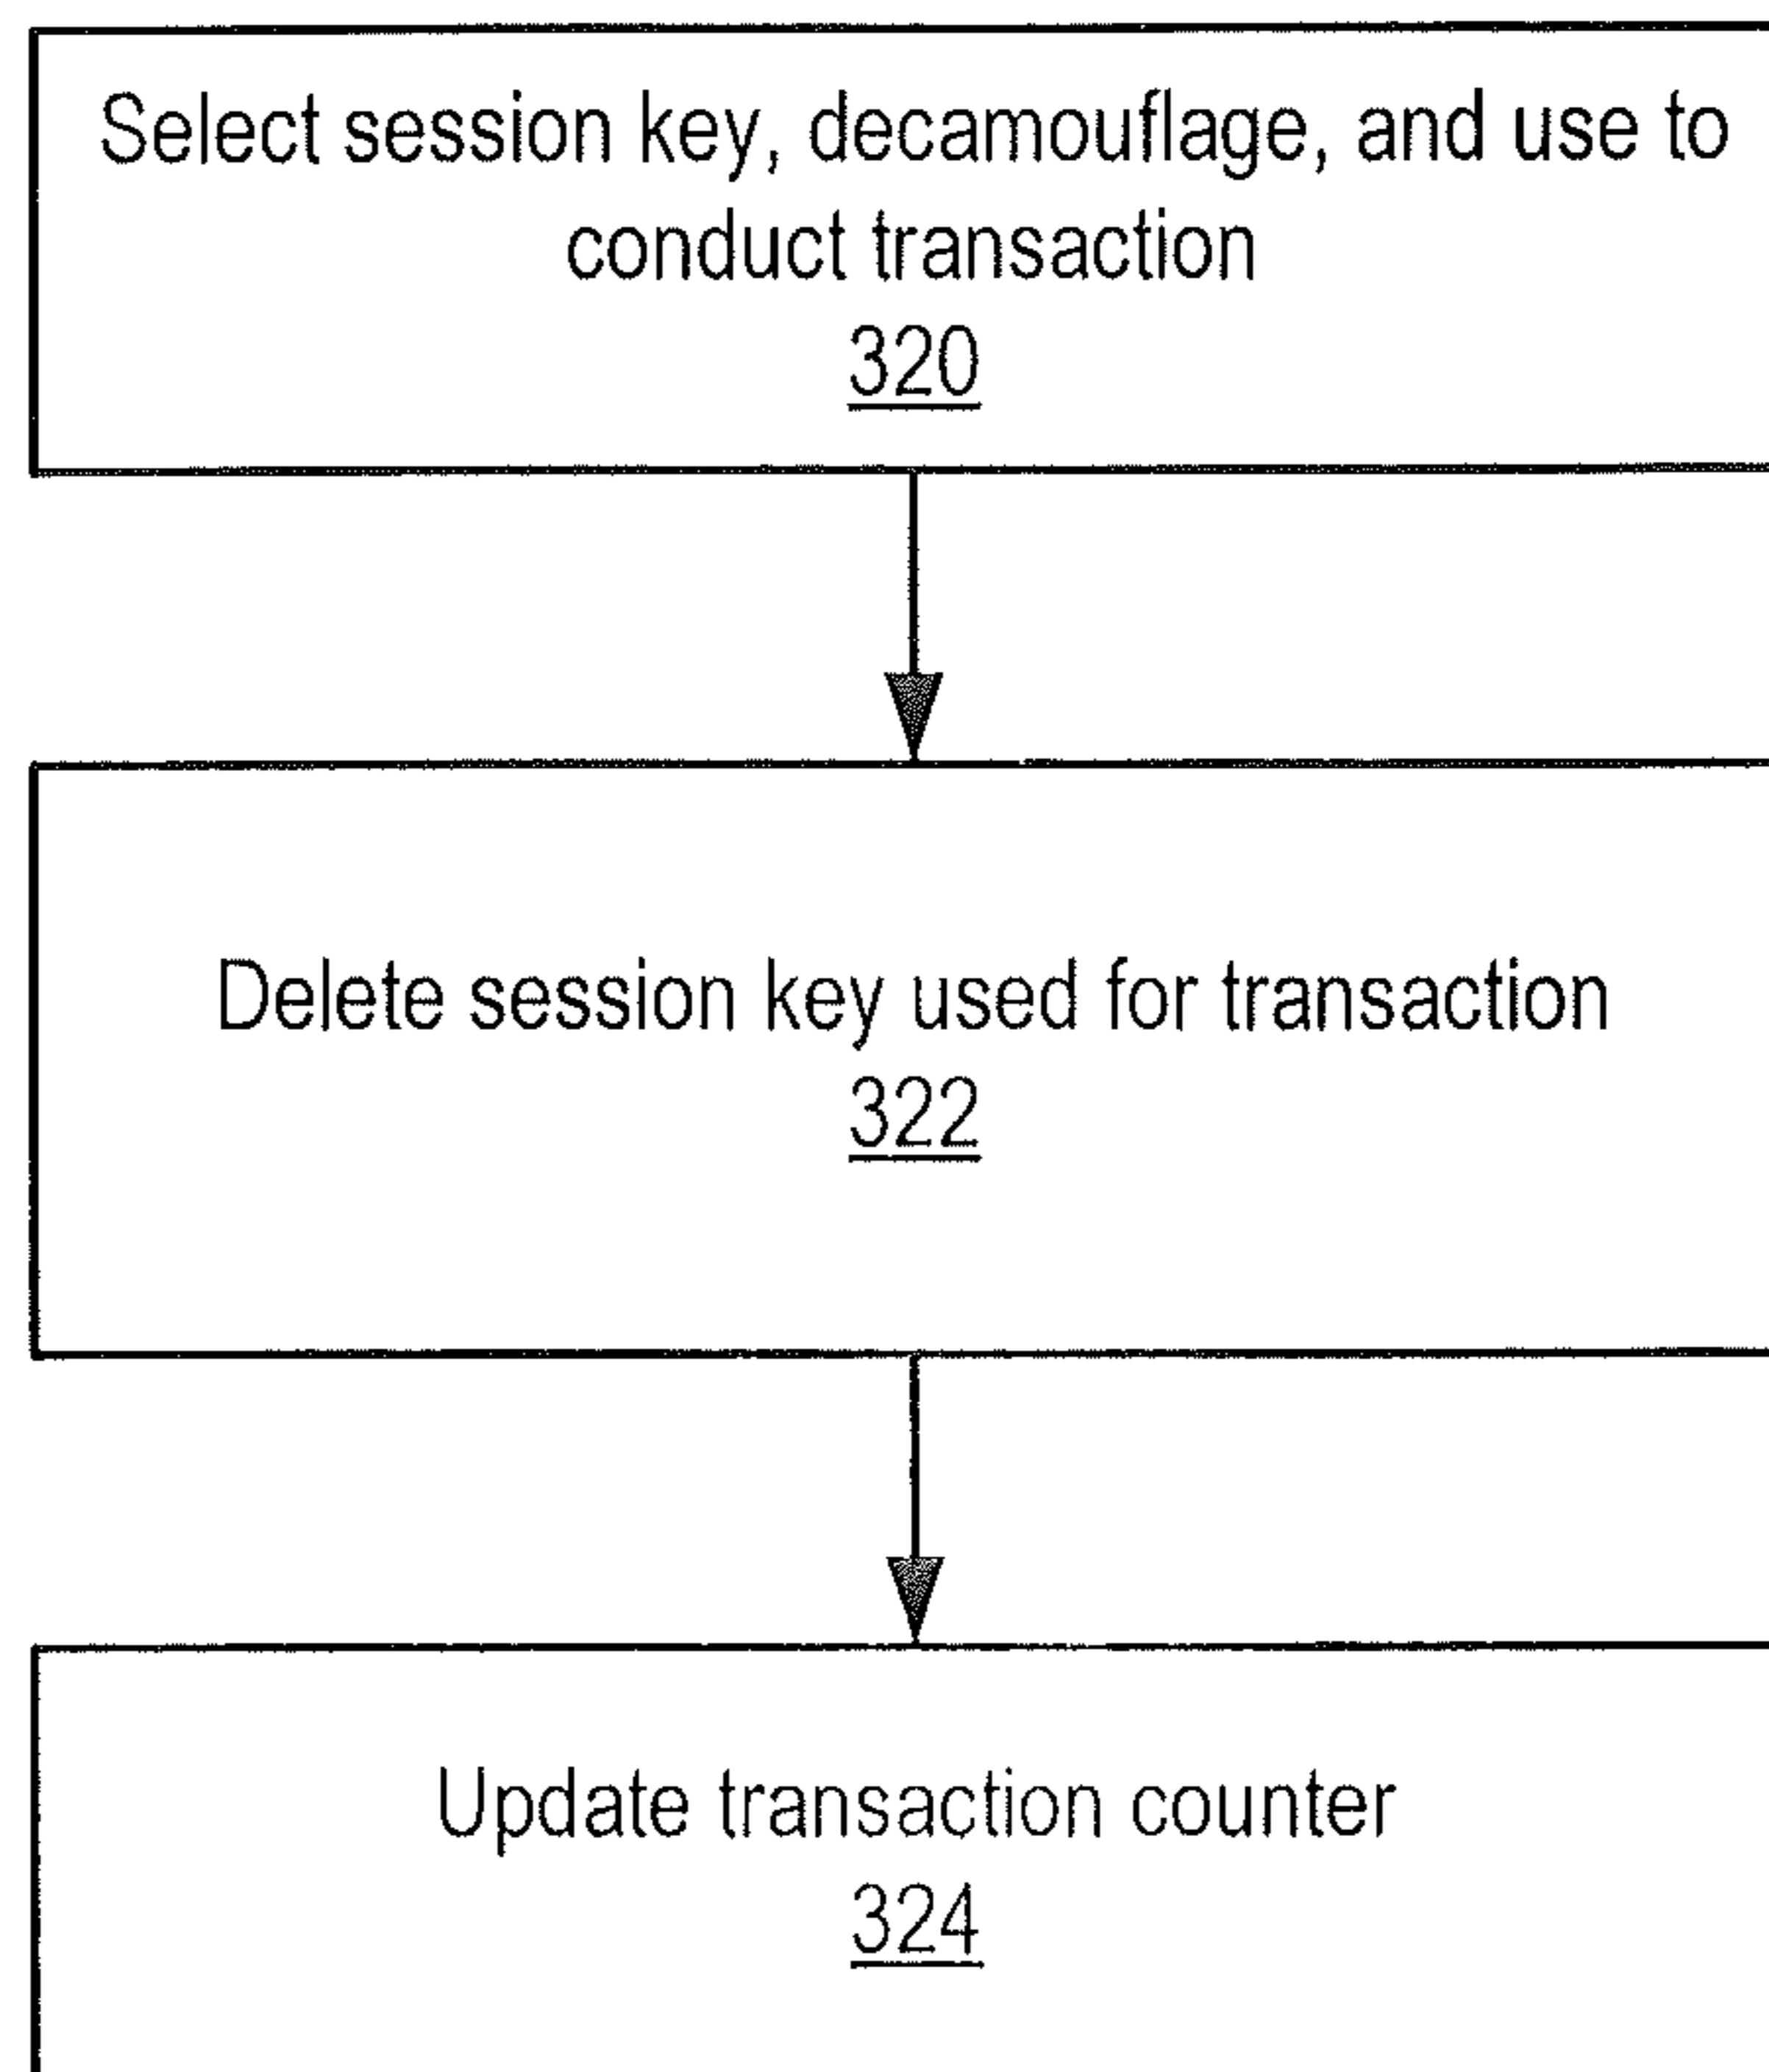 Select session key, decamouflage, and use to
conduct transaction
320
Delete session key used for transaction
322
Update transaction counter
324